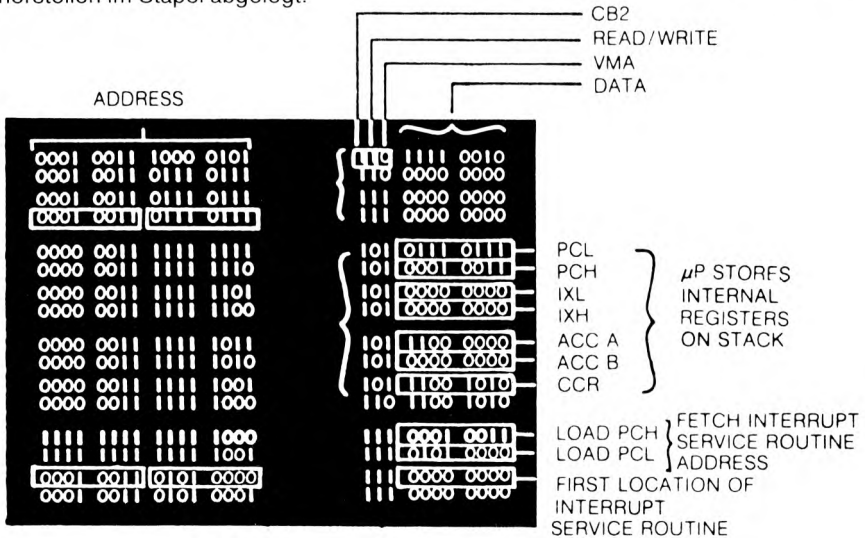 herstellen im Stapel abgelegt.
CB2
READ/WRITE
VMA
DATA
ADDRESS
0001 0011 1000 0101 110 1111 0010
0001 0011 0111 0111 110 0000 0000
0001 0011 0111 0111 111 0000 0000
0001 0011 0111 0111 111 0000 0000
0000 0011 1111 1111 101 0111 0111 PCL
0000 0011 1111 1110 101 0001 0011 PCH
0000 0011 1111 1101 101 0000 0000 IXL
0000 0011 1111 1100 101 0000 0000 IXH
0000 0011 1111 1011 101 1100 0000 ACC A
0000 0011 1111 1010 101 0000 0000 ACC B
0000 0011 1111 1001 101 1100 1010 CCR
0000 0011 1111 1000 110 1100 1010
µP STORES
INTERNAL
REGISTERS
ON STACK
1111 1111 1111 1000 111 0001 0011 LOAD PCH
1111 1111 1111 1001 111 0101 0000 LOAD PCL
FETCH INTERRUPT
SERVICE ROUTINE
ADDRESS
0001 0011 0101 0000 111 0000 0000
0001 0011 0101 0000 111 0000 0000
FIRST LOCATION OF
INTERRUPT
SERVICE ROUTINE